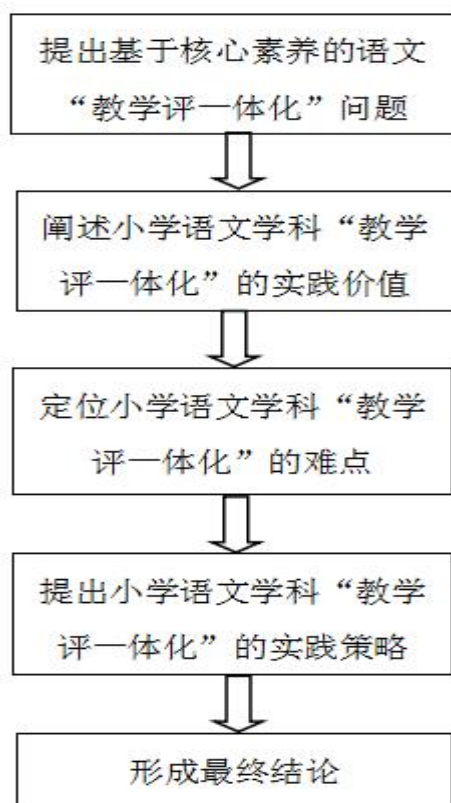 提出基于核心素养的语文
“教学评一体化”问题
阐述小学语文学科“教学
评一体化”的实践价值
定位小学语文学科“教学
评一体化”的难点
提出小学语文学科“教学
评一体化”的实践策略
形成最终结论